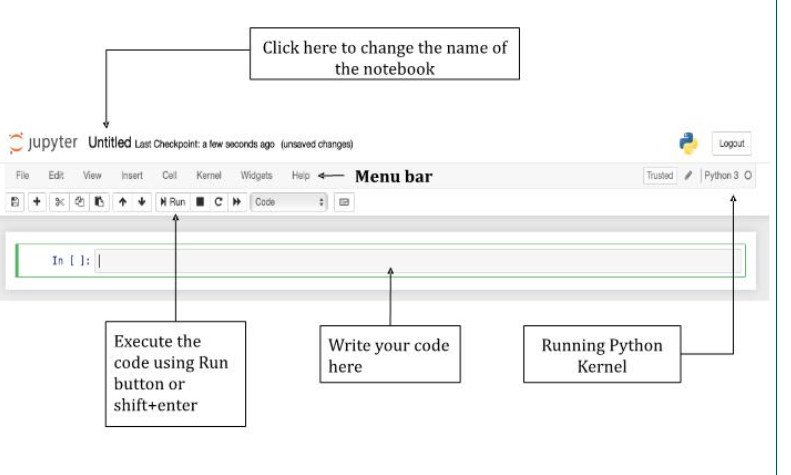 Click here to change the name of
the notebook
jupyter Untitled Last Checkpoint: a few seconds ago (unsaved changes)
Logout
File Edit View Insert Cell Kernel Widgets Help Menu bar
Trusted Python 3
Run Code
In [ ]:
Execute the
code using Run
button or
shift+enter
Write your code
here
Running Python
Kernel